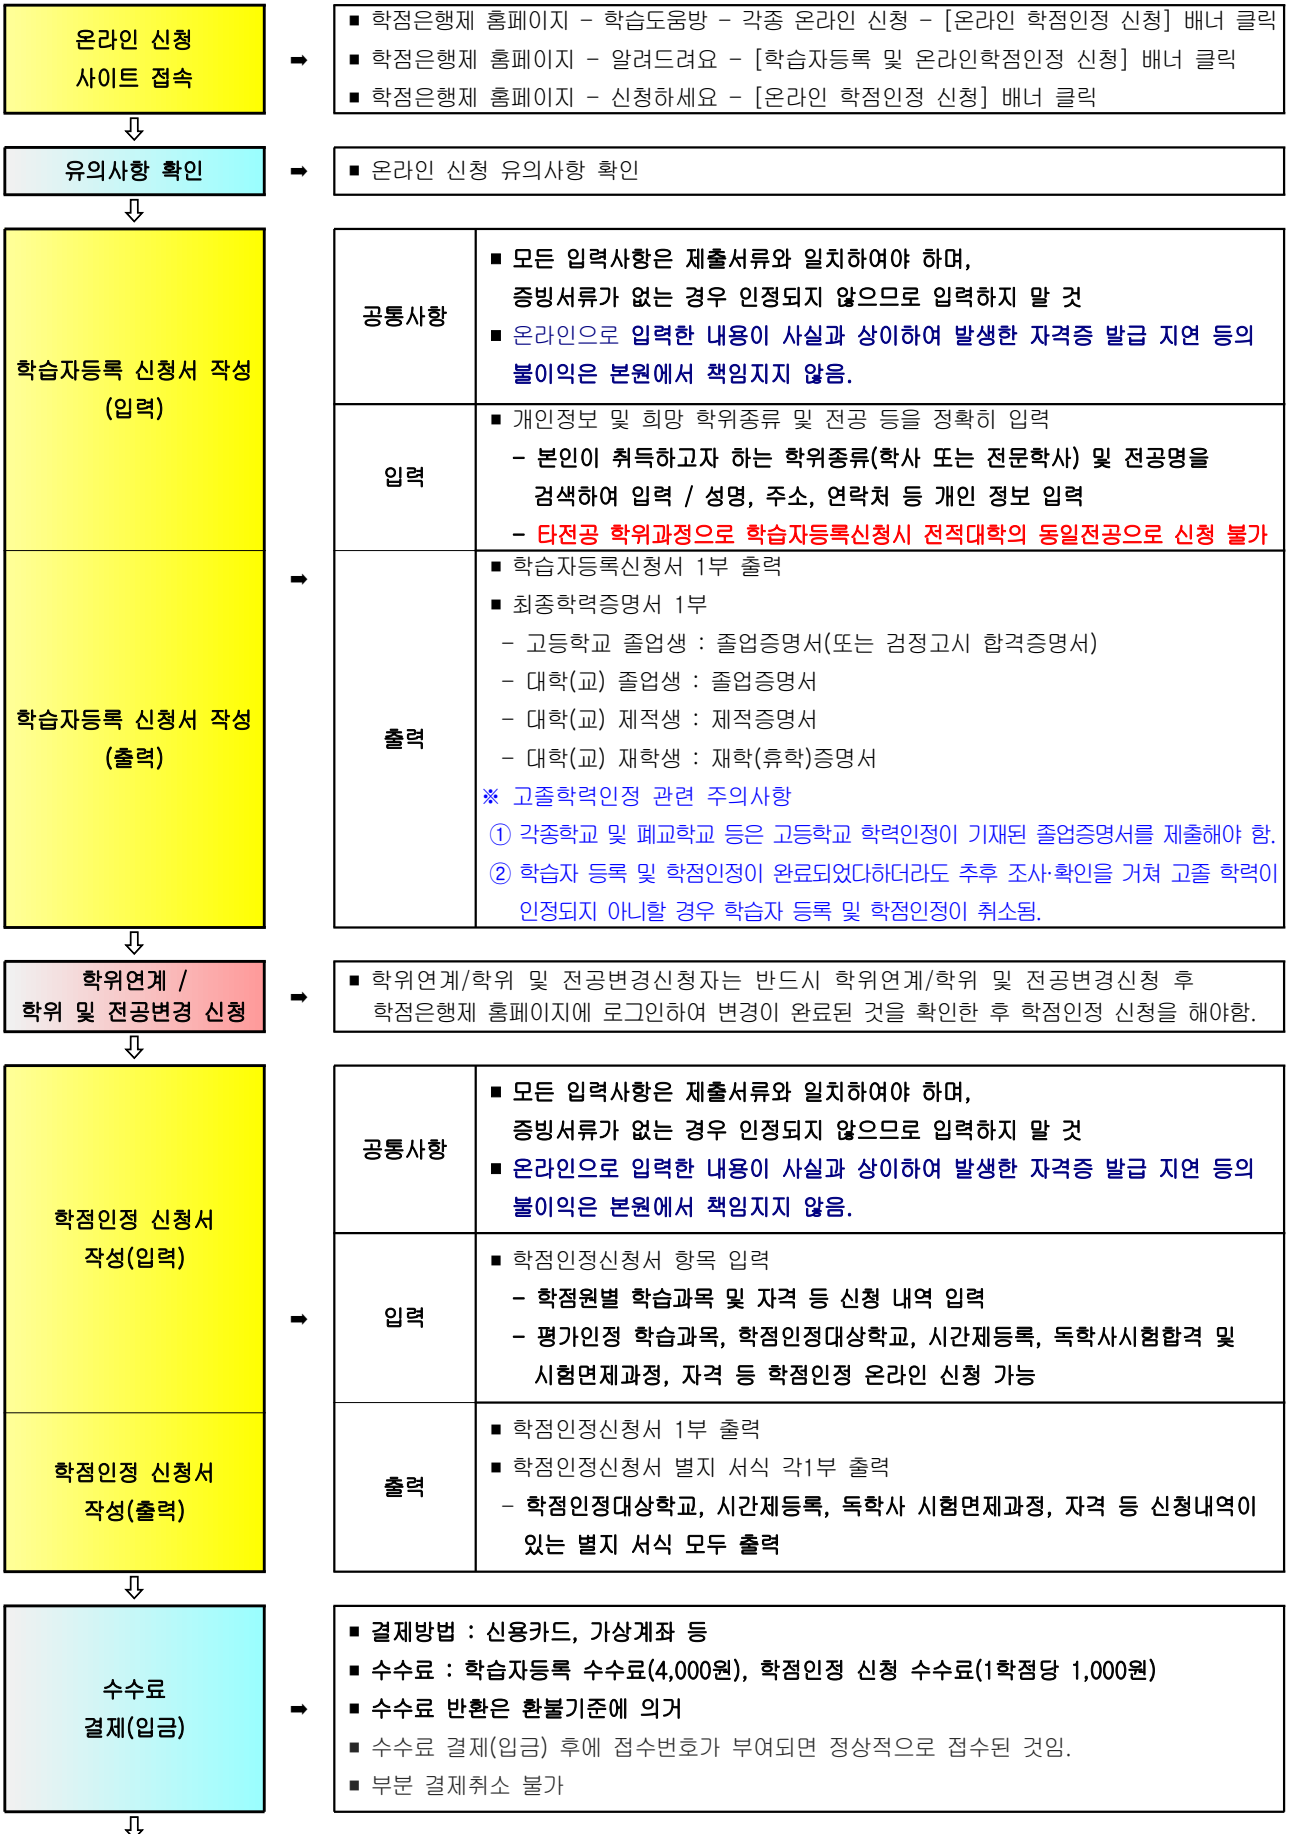 온라인 신청
사이트 접속
➡
■ 학점은행제 홈페이지 – 학습도움방 – 각종 온라인 신청 – [온라인 학점인정 신청] 배너 클릭
■ 학점은행제 홈페이지 – 알려드려요 – [학습자등록 및 온라인학점인정 신청] 배너 클릭
■ 학점은행제 홈페이지 – 신청하세요 – [온라인 학점인정 신청] 배너 클릭
⇩
유의사항 확인
➡
■ 온라인 신청 유의사항 확인
⇩
학습자등록 신청서 작성
(입력)
공통사항
■ 모든 입력사항은 제출서류와 일치하여야 하며,
증빙서류가 없는 경우 인정되지 않으므로 입력하지 말 것
■ 온라인으로 입력한 내용이 사실과 상이하여 발생한 자격증 발급 지연 등의
불이익은 본원에서 책임지지 않음.
입력
■ 개인정보 및 희망 학위종류 및 전공 등을 정확히 입력
– 본인이 취득하고자 하는 학위종류(학사 또는 전문학사) 및 전공명을
검색하여 입력 / 성명, 주소, 연락처 등 개인 정보 입력
– 타전공 학위과정으로 학습자등록신청시 전적대학의 동일전공으로 신청 불가
➡
학습자등록 신청서 작성
(출력)
출력
■ 학습자등록신청서 1부 출력
■ 최종학력증명서 1부
– 고등학교 졸업생 : 졸업증명서(또는 검정고시 합격증명서)
– 대학(교) 졸업생 : 졸업증명서
– 대학(교) 제적생 : 제적증명서
– 대학(교) 재학생 : 재학(휴학)증명서
※ 고졸학력인정 관련 주의사항
① 각종학교 및 폐교학교 등은 고등학교 학력인정이 기재된 졸업증명서를 제출해야 함.
② 학습자 등록 및 학점인정이 완료되었다하더라도 추후 조사·확인을 거쳐 고졸 학력이
인정되지 아니할 경우 학습자 등록 및 학점인정이 취소됨.
⇩
학위연계 /
학위 및 전공변경 신청
➡
■ 학위연계/학위 및 전공변경신청자는 반드시 학위연계/학위 및 전공변경신청 후
학점은행제 홈페이지에 로그인하여 변경이 완료된 것을 확인한 후 학점인정 신청을 해야함.
⇩
학점인정 신청서
작성(입력)
공통사항
■ 모든 입력사항은 제출서류와 일치하여야 하며,
증빙서류가 없는 경우 인정되지 않으므로 입력하지 말 것
■ 온라인으로 입력한 내용이 사실과 상이하여 발생한 자격증 발급 지연 등의
불이익은 본원에서 책임지지 않음.
➡
입력
■ 학점인정신청서 항목 입력
– 학점원별 학습과목 및 자격 등 신청 내역 입력
– 평가인정 학습과목, 학점인정대상학교, 시간제등록, 독학사시험합격 및
시험면제과정, 자격 등 학점인정 온라인 신청 가능
학점인정 신청서
작성(출력)
출력
■ 학점인정신청서 1부 출력
■ 학점인정신청서 별지 서식 각1부 출력
– 학점인정대상학교, 시간제등록, 독학사 시험면제과정, 자격 등 신청내역이
있는 별지 서식 모두 출력
⇩
수수료
결제(입금)
➡
■ 결제방법 : 신용카드, 가상계좌 등
■ 수수료 : 학습자등록 수수료(4,000원), 학점인정 신청 수수료(1학점당 1,000원)
■ 수수료 반환은 환불기준에 의거
■ 수수료 결제(입금) 후에 접수번호가 부여되면 정상적으로 접수된 것임.
■ 부분 결제취소 불가
⇩